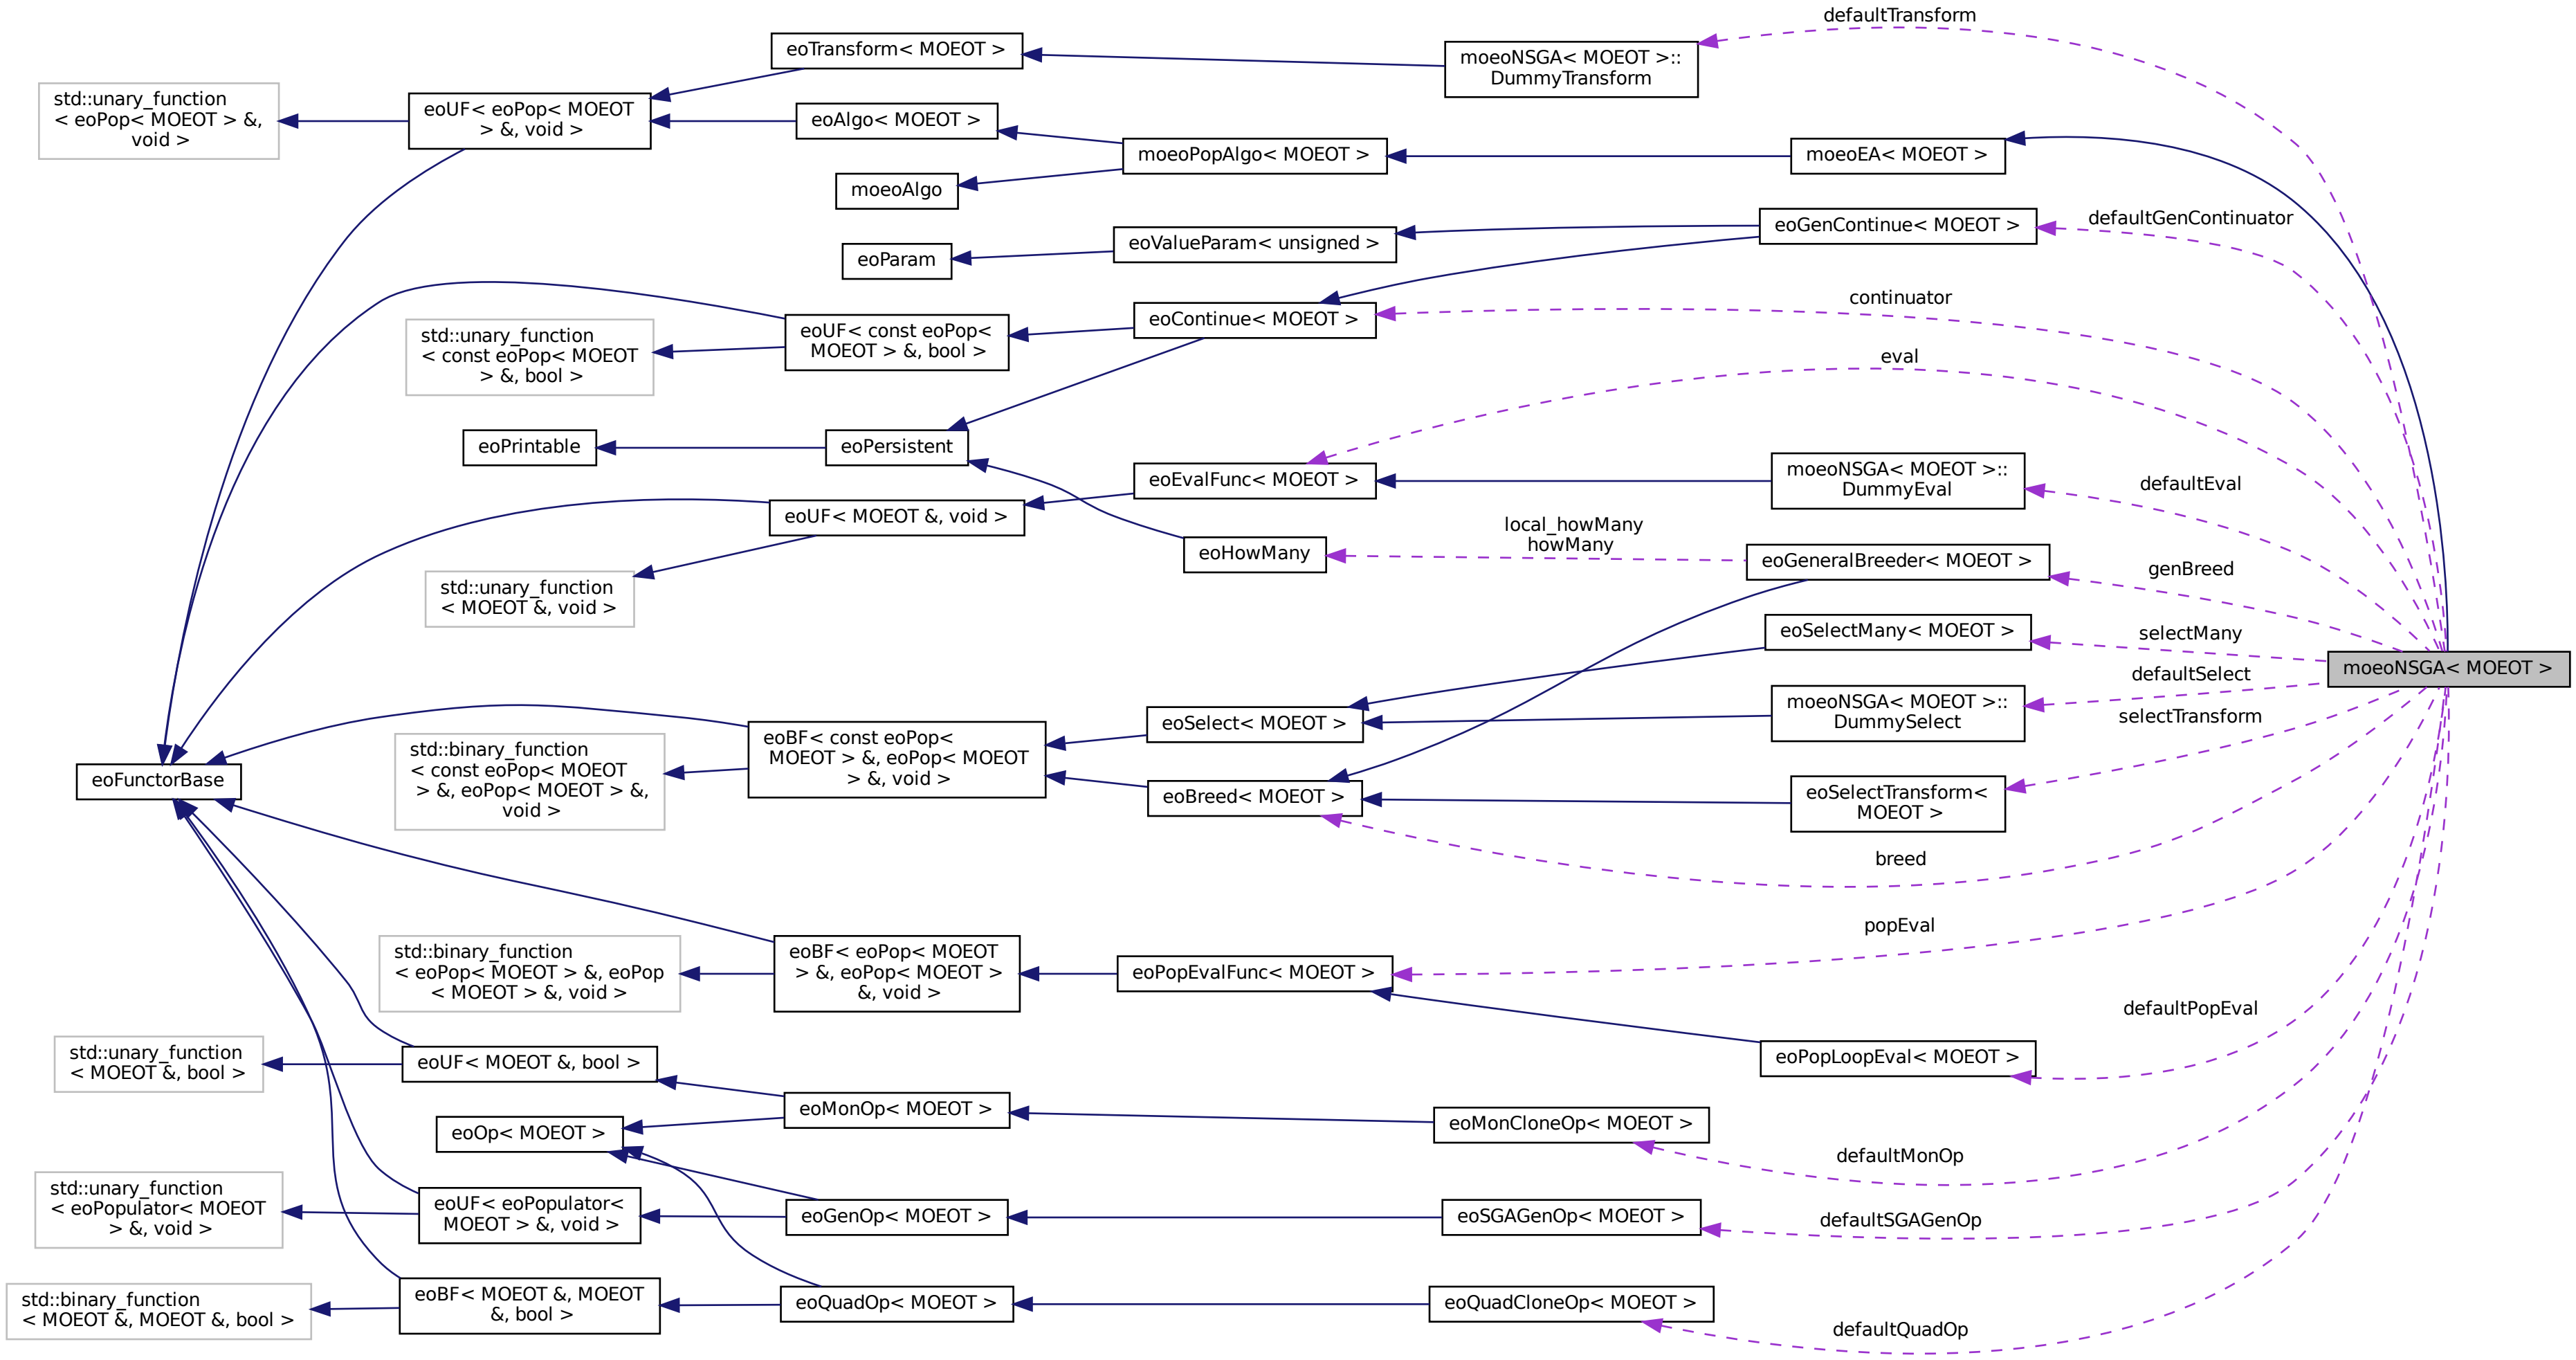 defaultTransform
eoTransform< MOEOT >
moeoNSGA< MOEOT >::
DummyTransform
std::unary_function
< eoPop< MOEOT > &,
void >
eoUF< eoPop< MOEOT
> &, void >
eoAlgo< MOEOT >
moeoPopAlgo< MOEOT >
moeoEA< MOEOT >
moeoAlgo
eoParam
eoValueParam< unsigned >
eoGenContinue< MOEOT >
defaultGenContinuator
continuator
std::unary_function
< const eoPop< MOEOT
> &, bool >
eoUF< const eoPop<
MOEOT > &, bool >
eoContinue< MOEOT >
eval
eoPrintable
eoPersistent
eoEvalFunc< MOEOT >
moeoNSGA< MOEOT >::
DummyEval
defaultEval
eoUF< MOEOT &, void >
local_howMany
howMany
eoHowMany
eoGeneralBreeder< MOEOT >
genBreed
std::unary_function
< MOEOT &, void >
eoSelectMany< MOEOT >
selectMany
moeoNSGA< MOEOT >
defaultSelect
eoSelect< MOEOT >
moeoNSGA< MOEOT >::
DummySelect
selectTransform
eoFunctorBase
std::binary_function
< const eoPop< MOEOT
> &, eoPop< MOEOT > &,
void >
eoBF< const eoPop<
MOEOT > &, eoPop< MOEOT
> &, void >
eoBreed< MOEOT >
eoSelectTransform<
MOEOT >
breed
popEval
std::binary_function
< eoPop< MOEOT > &, eoPop
< MOEOT > &, void >
eoBF< eoPop< MOEOT
> &, eoPop< MOEOT >
&, void >
eoPopEvalFunc< MOEOT >
defaultPopEval
std::unary_function
< MOEOT &, bool >
eoUF< MOEOT &, bool >
eoPopLoopEval< MOEOT >
eoOp< MOEOT >
eoMonOp< MOEOT >
eoMonCloneOp< MOEOT >
defaultMonOp
std::unary_function
< eoPopulator< MOEOT
> &, void >
eoUF< eoPopulator<
MOEOT > &, void >
eoGenOp< MOEOT >
eoSGAGenOp< MOEOT >
defaultSGAGenOp
std::binary_function
< MOEOT &, MOEOT &, bool >
eoBF< MOEOT &, MOEOT
&, bool >
eoQuadOp< MOEOT >
eoQuadCloneOp< MOEOT >
defaultQuadOp